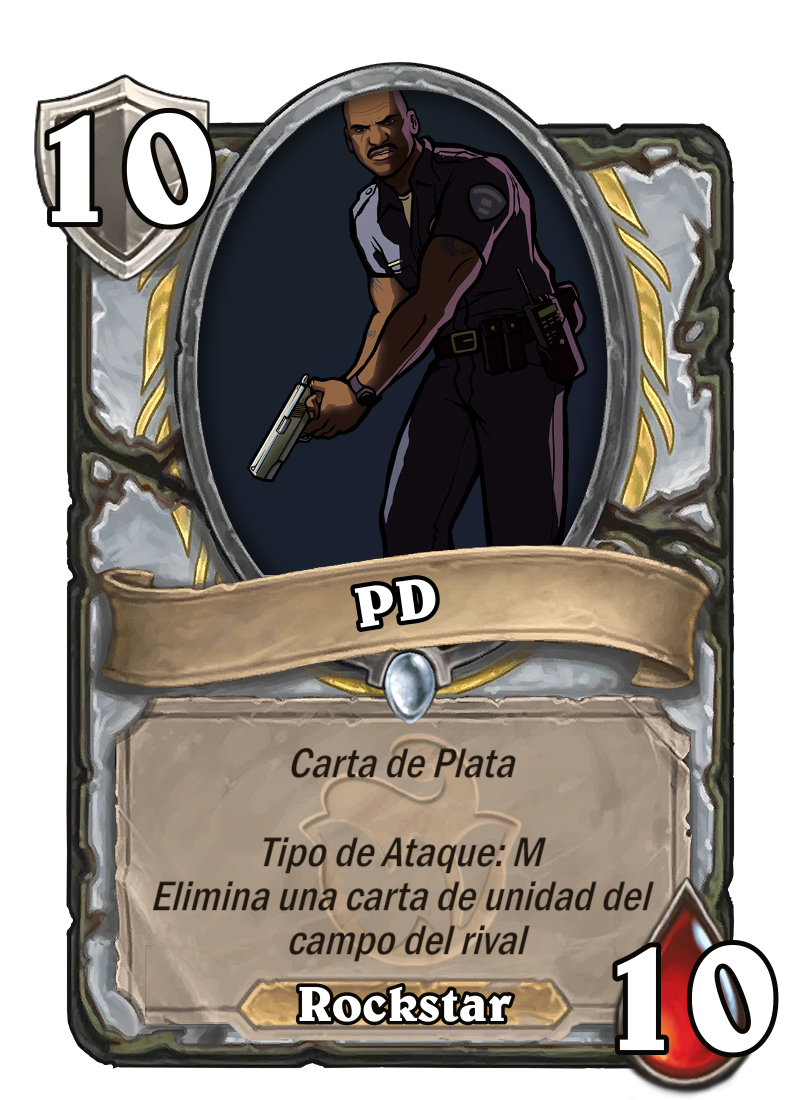 10
PD
Carta de Plata
Tipo de Ataque: M
Elimina una carta de unidad del
campo del rival
Rockstar
10